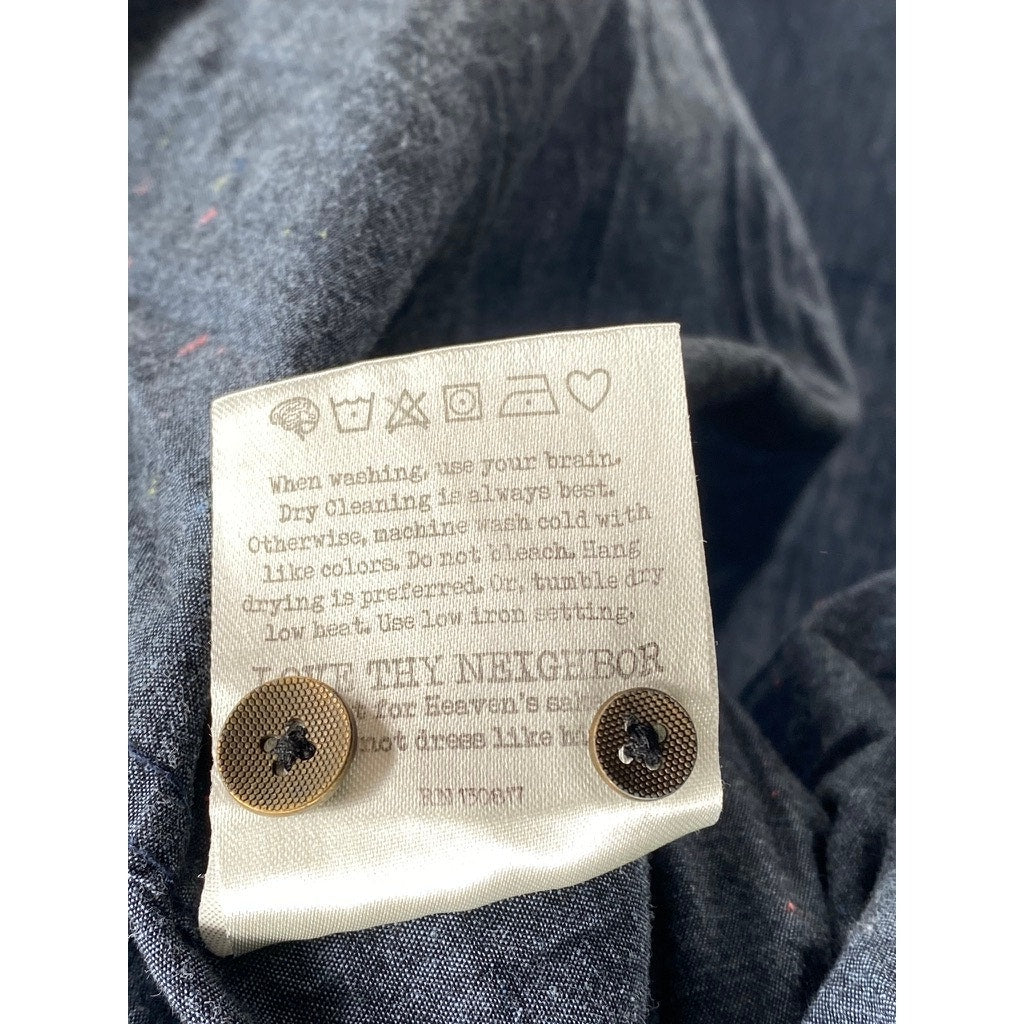 When washing, use your brain.
Dry Cleaning is always best.
Otherwise, machine wash cold with
like colors. Do not bleach. Hang
drying is preferred. Or, tumble dry
low heat. Use low iron setting.
LOVE THY NEIGHBOR
for Heaven's
not dress like
RN 130817